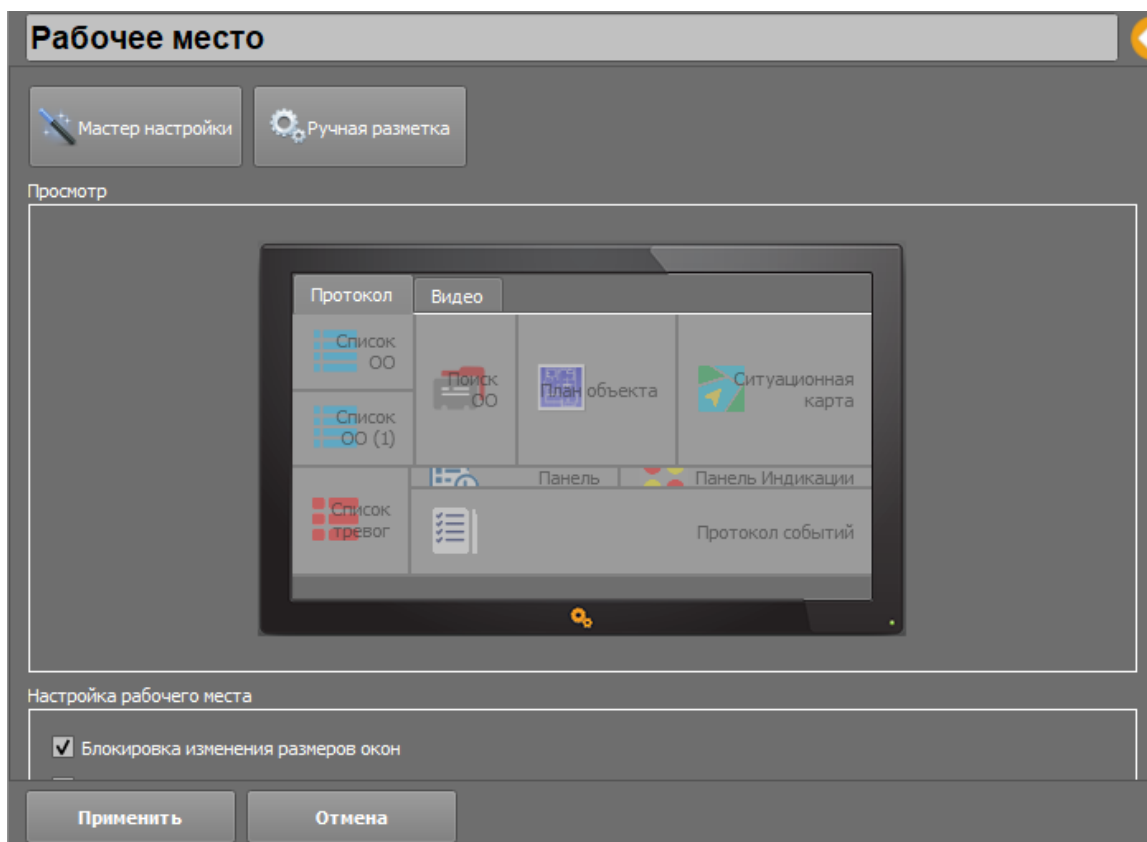 Рабочее место
Мастер настройки
Ручная разметка
Просмотр
Протокол
Видео
Список
ОО
Поиск
ОО
План объекта
Ситуационная
карта
Список
ОО (1)
Панель
Панель Индикации
Список
тревог
Протокол событий
Настройка рабочего места
Блокировка изменения размеров окон
Применить
Отмена